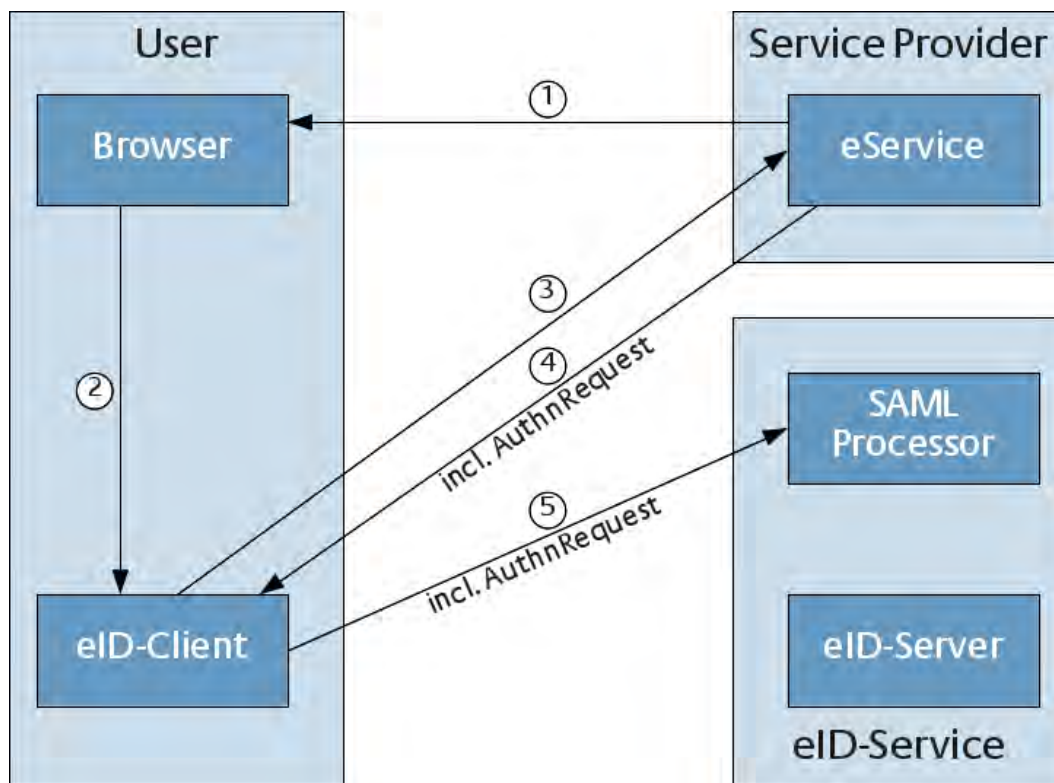 User
Service Provider
Browser
1
eService
3
4
incl. AuthnRequest
2
SAML
Processor
5
incl. AuthnRequest
eID-Client
eID-Server
eID-Service